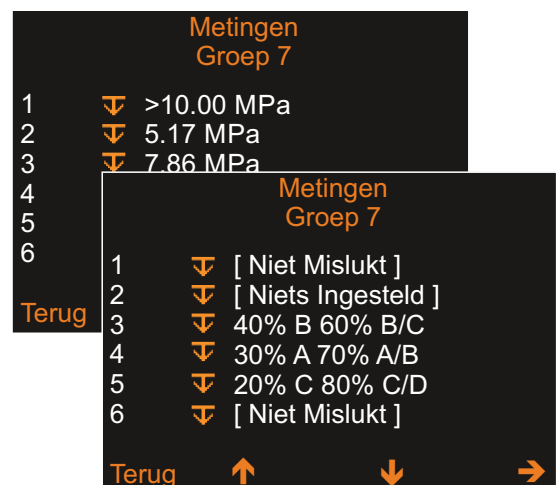 Metingen
Groep 7
1 >10.00 MPa
2 5.17 MPa
3 7.86 MPa
4
5
6
Terug
Metingen
Groep 7
1 [ Niet Mislukt ]
2 [ Niets Ingesteld ]
3 40% B 60% B/C
4 30% A 70% A/B
5 20% C 80% C/D
6 [ Niet Mislukt ]
Terug